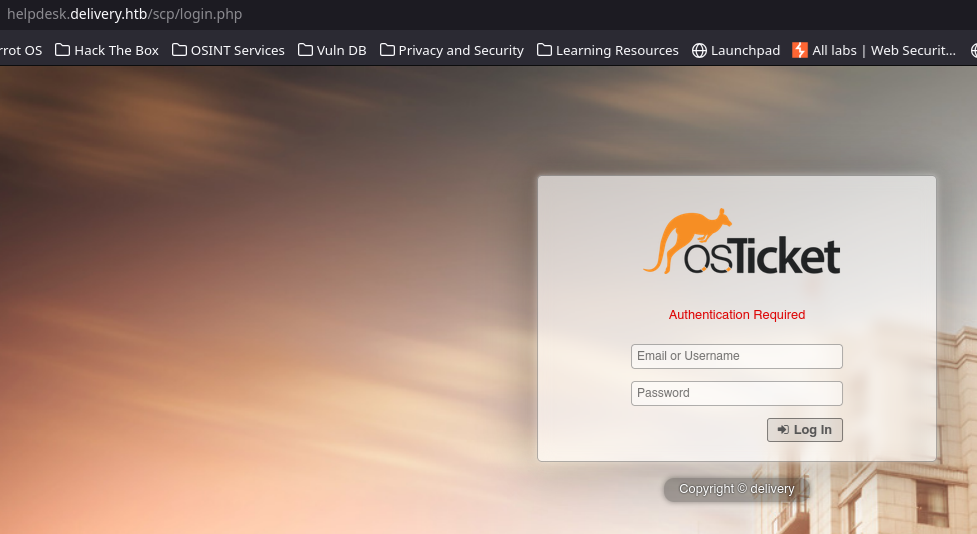 helpdesk.delivery.htb/scp/login.php
rot OS Hack The Box OSINT Services Vuln DB Privacy and Security Learning Resources Launchpad All labs | Web Securit...
osTicket
Authentication Required
Email or Username
Password
Log In
Copyright © delivery